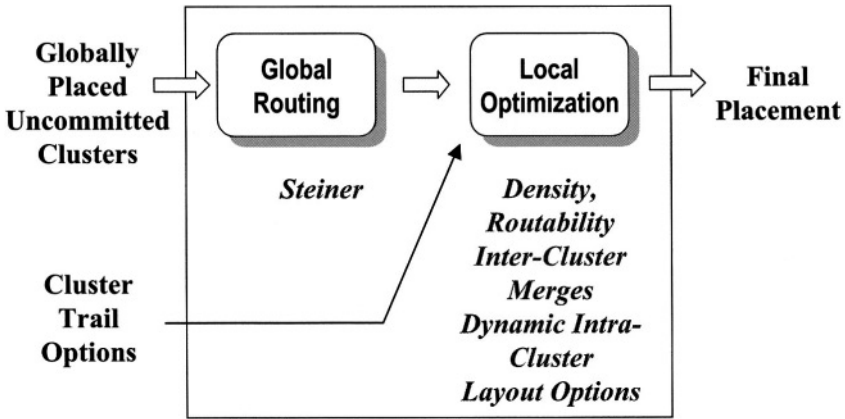 Globally
Placed
Uncommitted
Clusters
Global
Routing
Local
Optimization
Final
Placement
Steiner
Density,
Routability
Inter-Cluster
Merges
Dynamic Intra-
Cluster
Layout Options
Cluster
Trail
Options